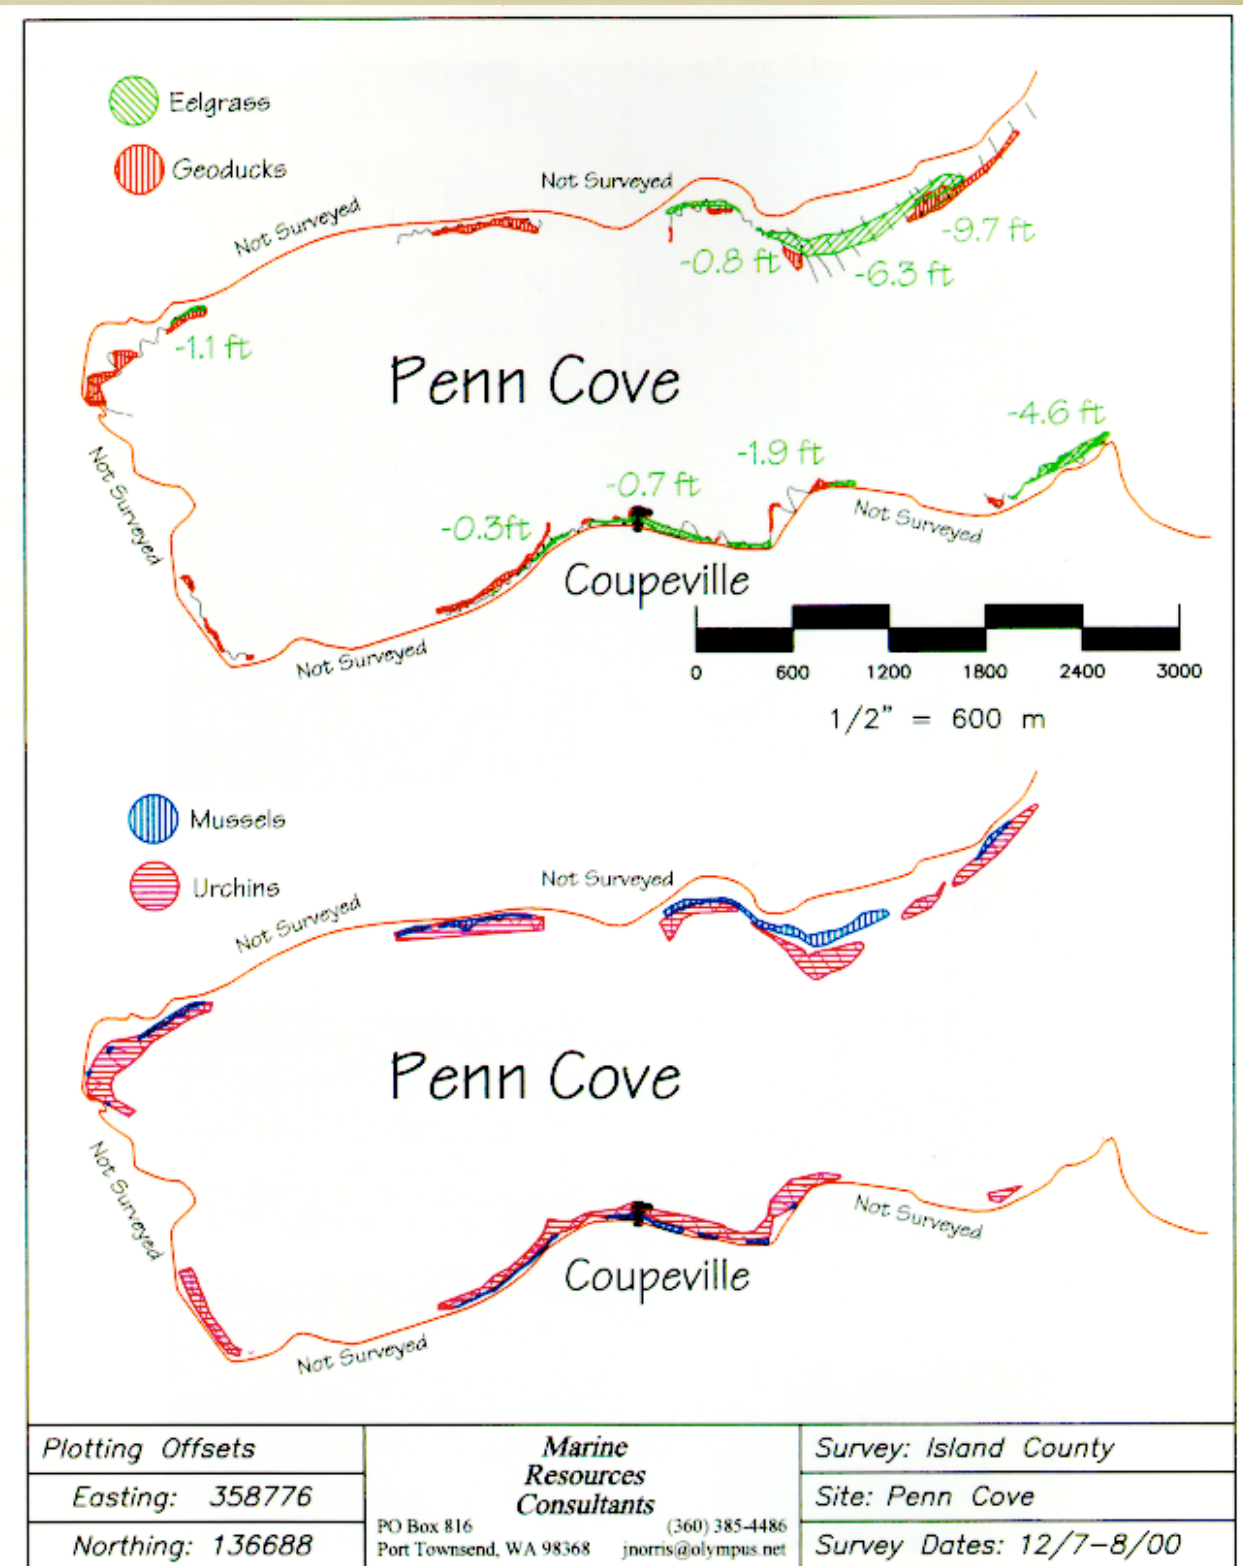 Eelgrass
Geoducks
Not Surveyed
Not Surveyed
-9.7 ft
-0.8 ft
-6.3 ft
-1.1 ft
Penn Cove
-4.6 ft
-1.9 ft
-0.7 ft
Not Surveyed
-0.3ft
Not Surveyed
Coupeville
Not Surveyed
0 600 1200 1800 2400 3000
1/2" = 600 m
Mussels
Urchins
Not Surveyed
Not Surveyed
Penn Cove
Not Surveyed
Not Surveyed
Coupeville
Not Surveyed
Plotting Offsets
Easting: 358776
Northing: 136688
Marine
Resources
Consultants
PO Box 816 (360) 385-4486
Port Townsend, WA 98368 jnorris@olympus.net
Survey: Island County
Site: Penn Cove
Survey Dates: 12/7-8/00